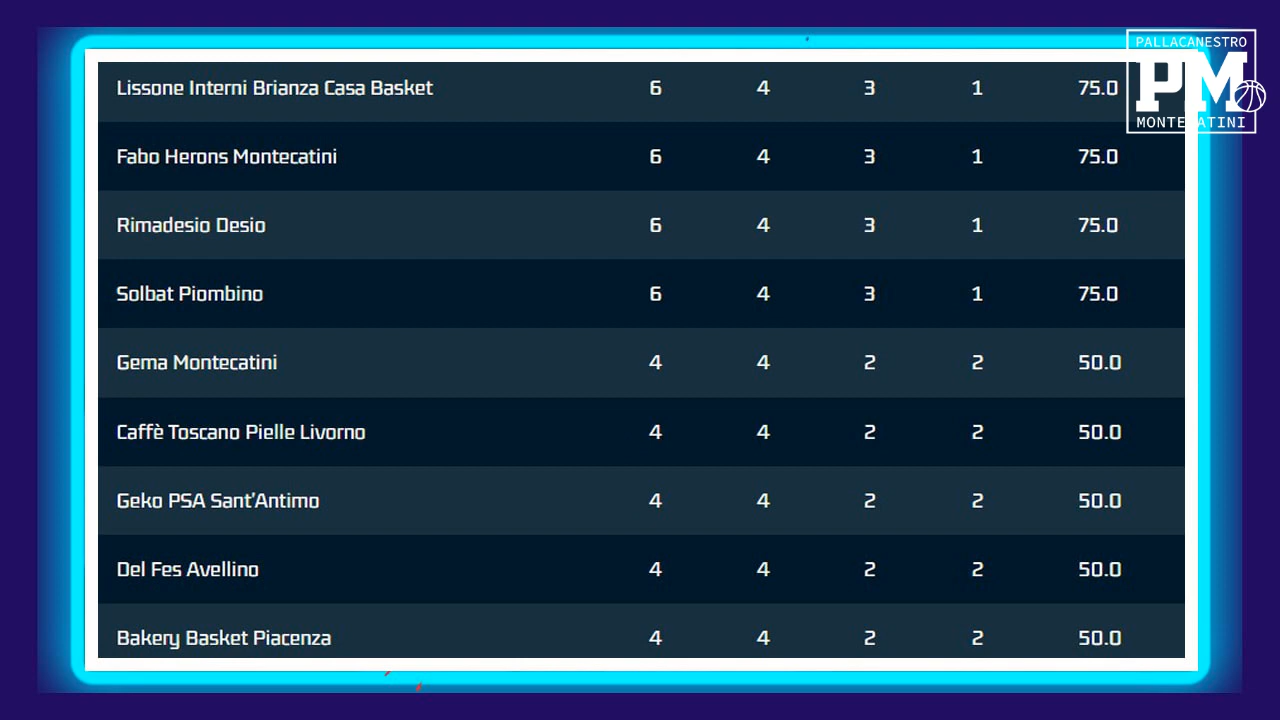 PALLACANESTRO
PM
MONTECATINI
Lissone Interni Brianza Casa Basket 6 4 3 1 75.0
Fabo Herons Montecatini 6 4 3 1 75.0
Rimadesio Desio 6 4 3 1 75.0
Solbat Piombino 6 4 3 1 75.0
Gema Montecatini 4 4 2 2 50.0
Caffè Toscano Pielle Livorno 4 4 2 2 50.0
Geko PSA Sant'Antimo 4 4 2 2 50.0
Del Fes Avellino 4 4 2 2 50.0
Bakery Basket Piacenza 4 4 2 2 50.0